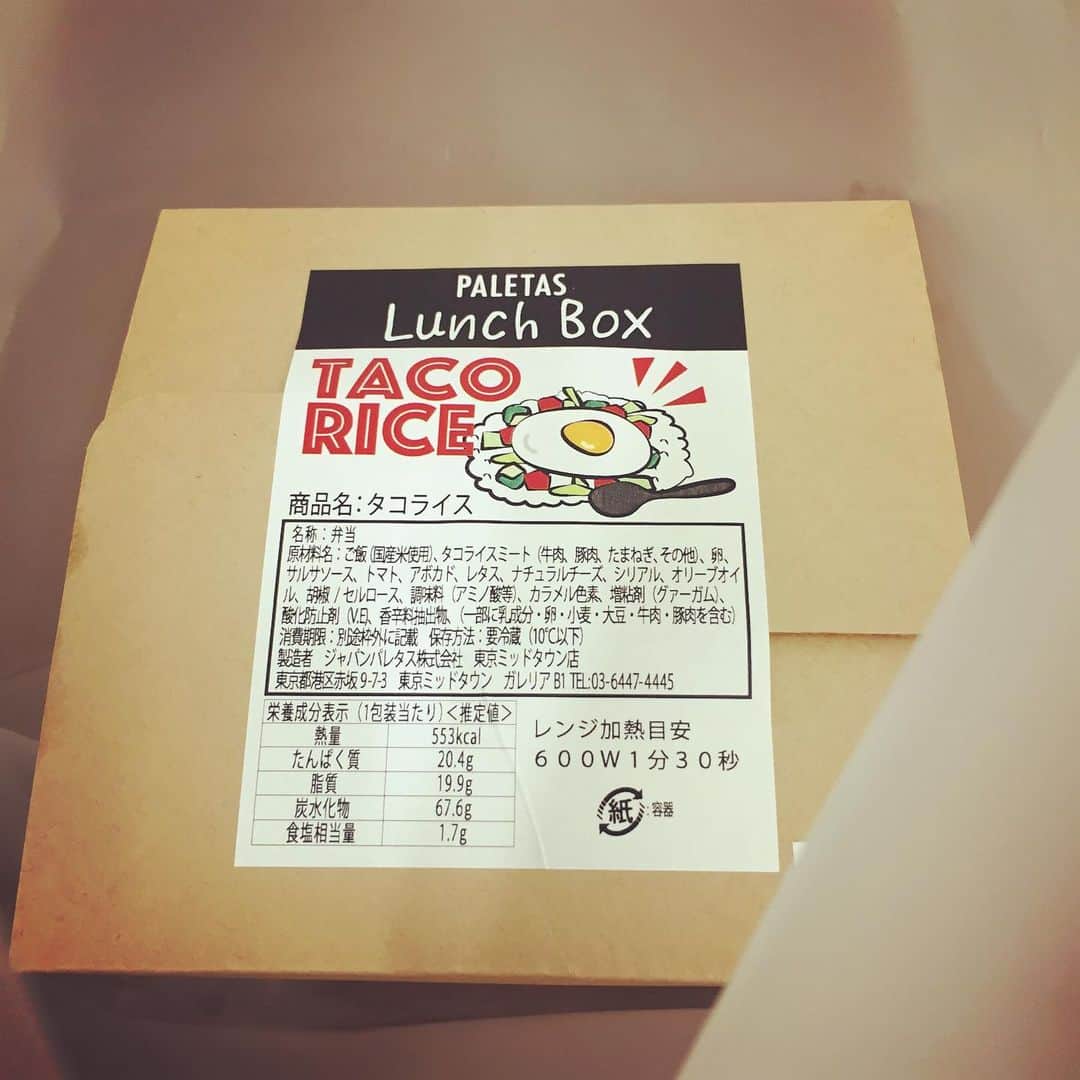 PALETAS
Lunch Box
TACO
RICE
商品名：タコライス
名称：弁当
原材料名：ご飯（国産米使用）、タコライスミート（牛肉、豚肉、たまねぎ、その他）、卵、
サルサソース、トマト、アボカド、レタス、ナチュラルチーズ、シリアル、オリーブオイ
ル、胡椒 / セルロース、調味料（アミノ酸等）、カラメル色素、増粘剤（グァーガム）、
酸化防止剤（V.E）、香辛料抽出物、（一部に乳成分・卵・小麦・大豆・牛肉・豚肉を含む）
消費期限：別途枠外に記載　保存方法：要冷蔵（10℃以下）
製造者　ジャパンパレタス株式会社　東京ミッドタウン店
東京都港区赤坂 9-7-3　東京ミッドタウン　ガレリア B1 TEL:03-6447-4445
栄養成分表示（1包装当たり）＜推定値＞
熱量 553kcal
たんぱく質 20.4g
脂質 19.9g
炭水化物 67.6g
食塩相当量 1.7g
レンジ加熱目安
６００Ｗ１分３０秒
紙：容器